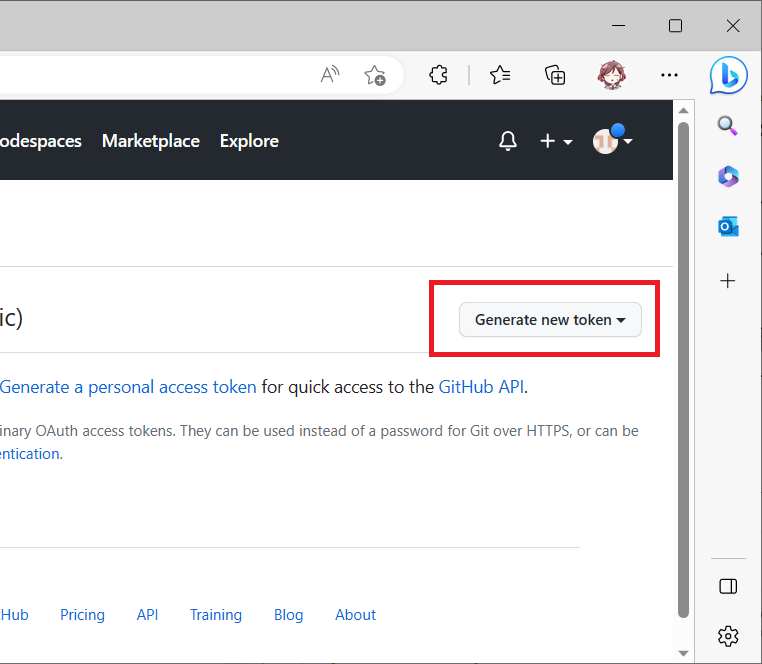 odespaces Marketplace Explore
ic)
Generate new token
Generate a personal access token for quick access to the GitHub API.
inary OAuth access tokens. They can be used instead of a password for Git over HTTPS, or can be
entication.
Hub Pricing API Training Blog About